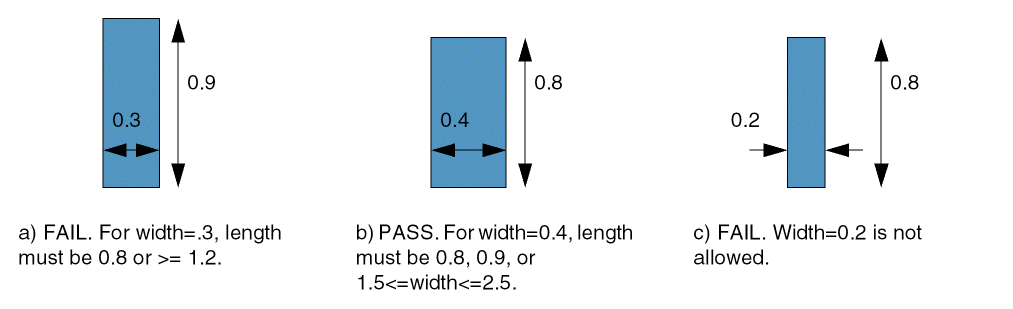 0.9
0.3
0.8
0.4
0.8
0.2
a) FAIL. For width=.3, length
must be 0.8 or >= 1.2.
b) PASS. For width=0.4, length
must be 0.8, 0.9, or
1.5<=width<=2.5.
c) FAIL. Width=0.2 is not
allowed.